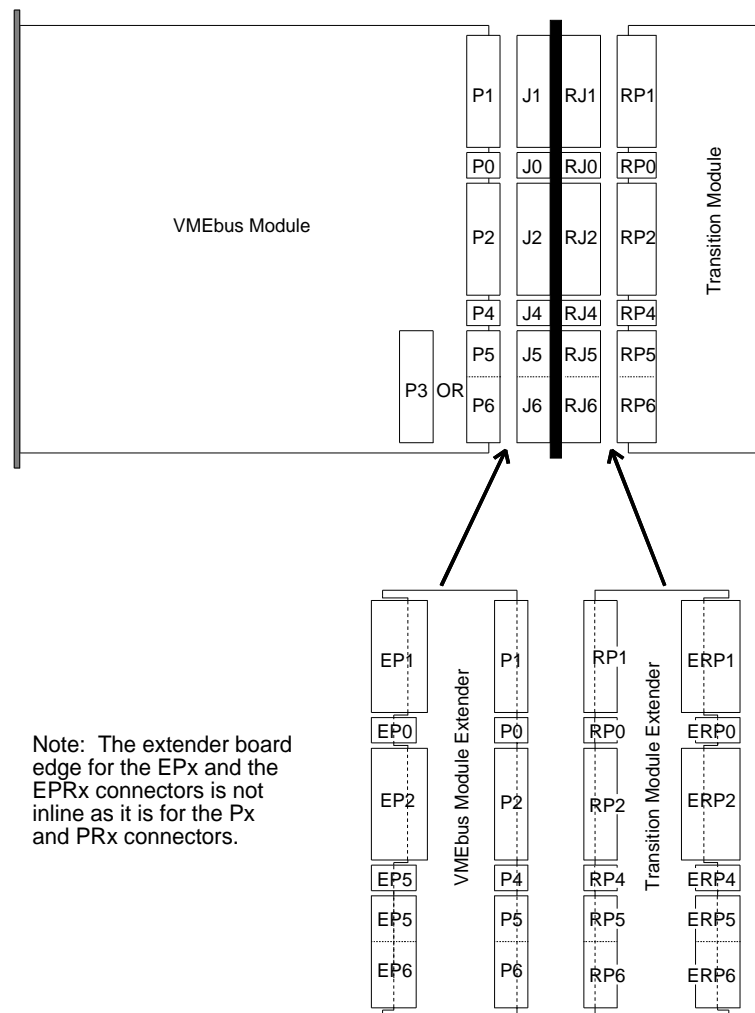 P1 J1 RJ1 RP1
P0 J0 RJ0 RP0
VMEbus Module
P2 J2 RJ2 RP2
Transition Module
P4 J4 RJ4 RP4
P5 J5 RJ5 RP5
P3 OR
P6 J6 RJ6 RP6
EP1 P1 RP1 ERP1
EP0 P0 RP0 ERP0
EP2 P2 RP2 ERP2
VMEbus Module Extender
Transition Module Extender
Note: The extender board
edge for the EPx and the
EPRx connectors is not
inline as it is for the Px
and PRx connectors.
EP5 P4 RP4 ERP4
EP5 P5 RP5 ERP5
EP6 P6 RP6 ERP6